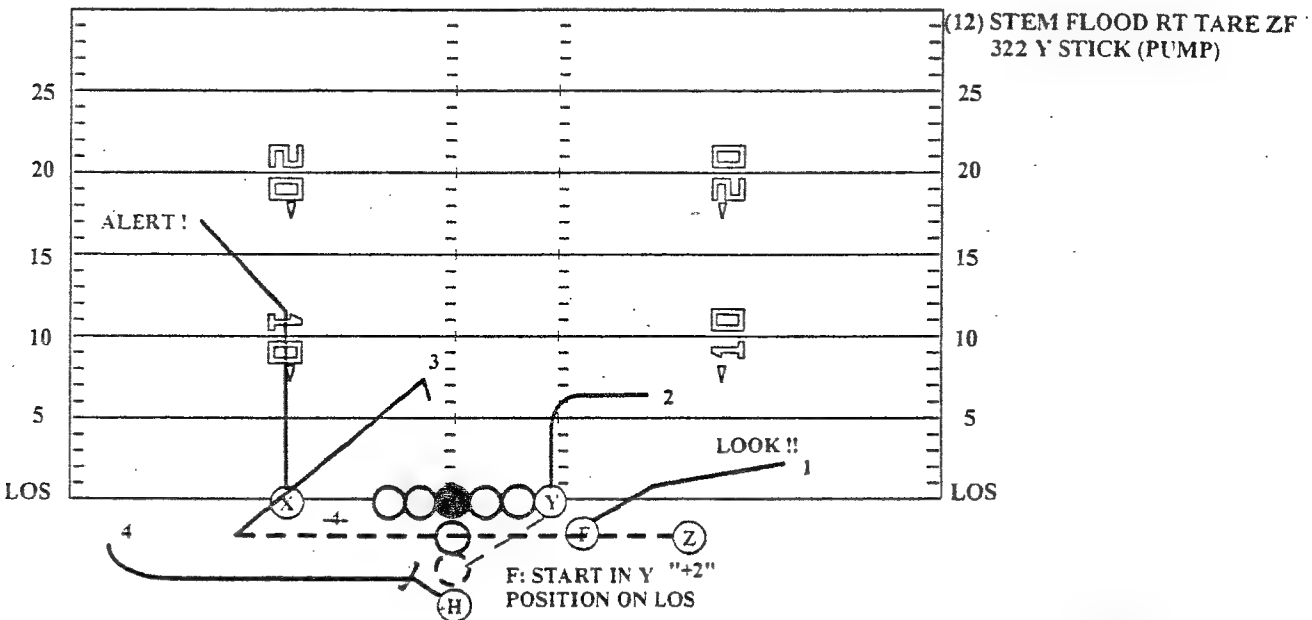 (12) STEM FLOOD RT TARE ZF
322 Y STICK (PUMP)
25 25
20 20
20 20
ALERT !
15 15
10 10
10 10
3
5 2 5
LOOK !!
1
LOS X Y LOS
4 4 F Z
F: START IN Y "+2"
POSITION ON LOS
H